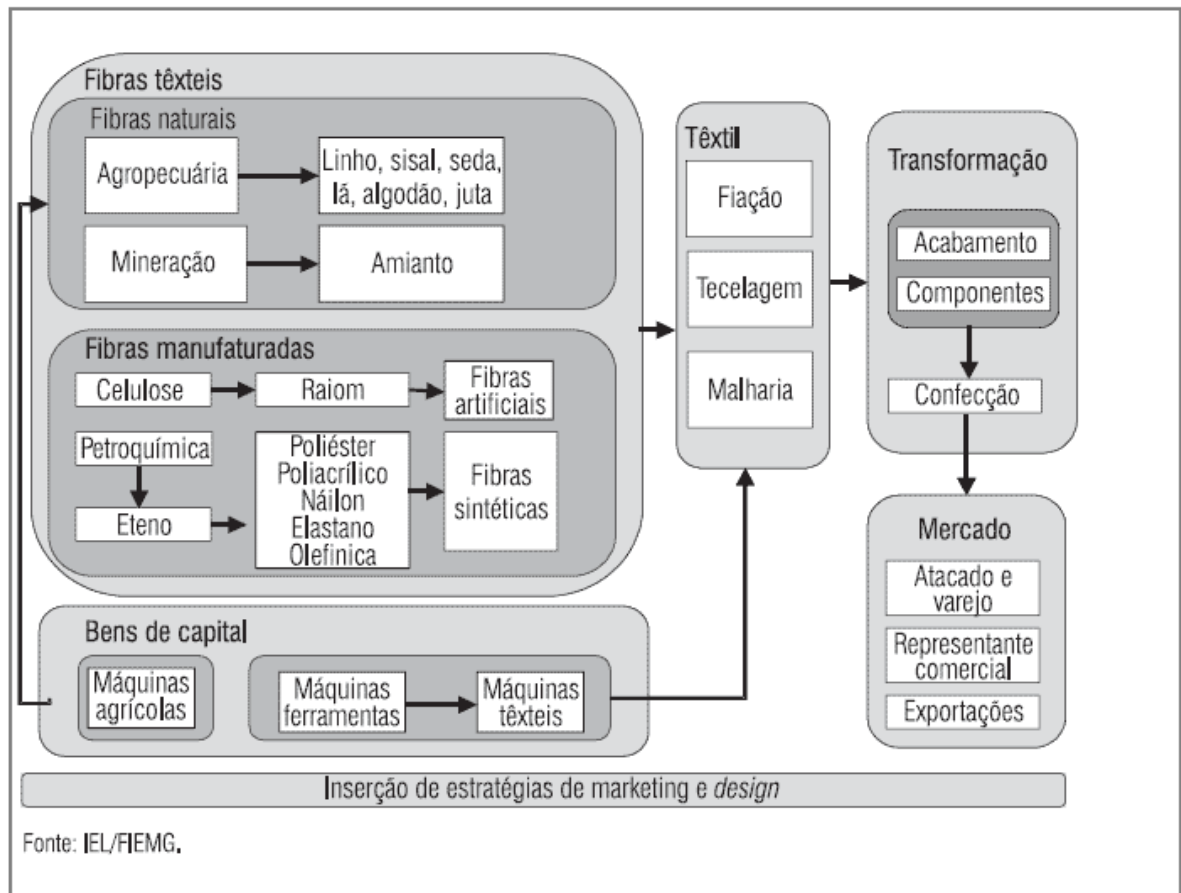 Fibras têxteis
Fibras naturais
Agropecuária
Linho, sisal, seda,
lã, algodão, juta
Mineração
Amianto
Fibras manufaturadas
Celulose
Raiom
Fibras
artificiais
Petroquímica
Eteno
Poliéster
Poliacrílico
Náilon
Elastano
Olefinica
Fibras
sintéticas
Bens de capital
Máquinas
agrícolas
Máquinas
ferramentas
Máquinas
têxteis
Têxtil
Fiação
Tecelagem
Malharia
Transformação
Acabamento
Componentes
Confecção
Mercado
Atacado e
varejo
Representante
comercial
Exportações
Inserção de estratégias de marketing e design
Fonte: IEL/FIEMG.